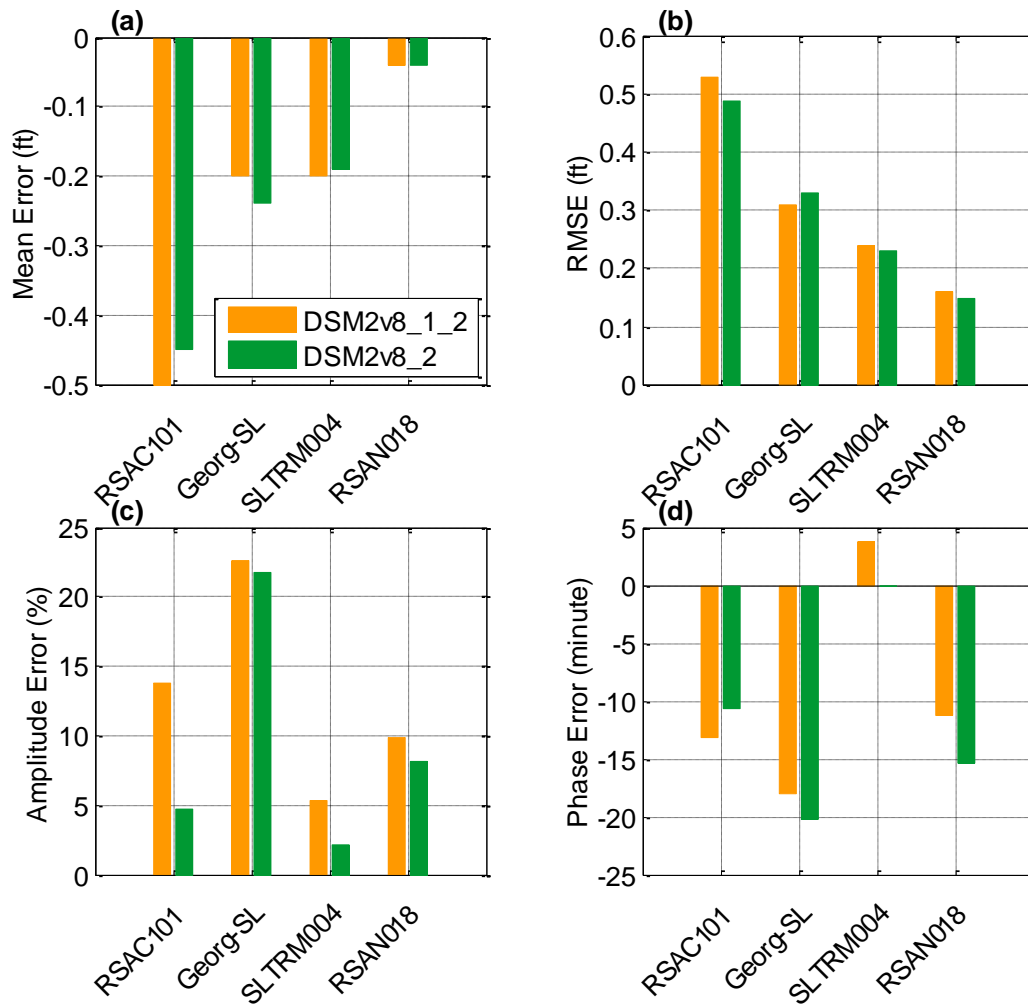 (a)
0
-0.1
-0.2
-0.3
-0.4
-0.5
Mean Error (ft)
DSM2v8_1_2
DSM2v8_2
RSAC101
Georg-SL
SLTRM004
RSAN018
(b)
0.6
0.5
0.4
0.3
0.2
0.1
0
RMSE (ft)
RSAC101
Georg-SL
SLTRM004
RSAN018
(c)
25
20
15
10
5
0
Amplitude Error (%)
RSAC101
Georg-SL
SLTRM004
RSAN018
(d)
5
0
-5
-10
-15
-20
-25
Phase Error (minute)
RSAC101
Georg-SL
SLTRM004
RSAN018